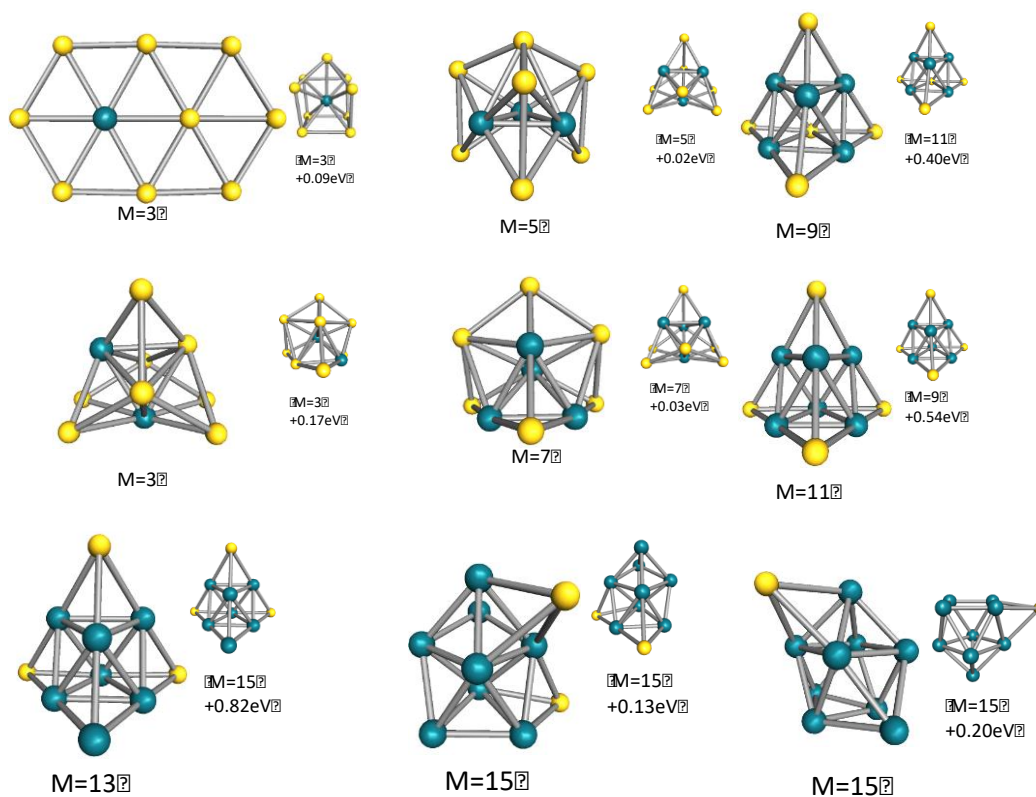 M=3
M=3
+0.09eV
M=5
M=5
+0.02eV
M=9
M=11
+0.40eV
M=3
M=3
+0.17eV
M=7
M=7
+0.03eV
M=11
M=9
+0.54eV
M=13
M=15
+0.82eV
M=15
M=15
+0.13eV
M=15
M=15
+0.20eV